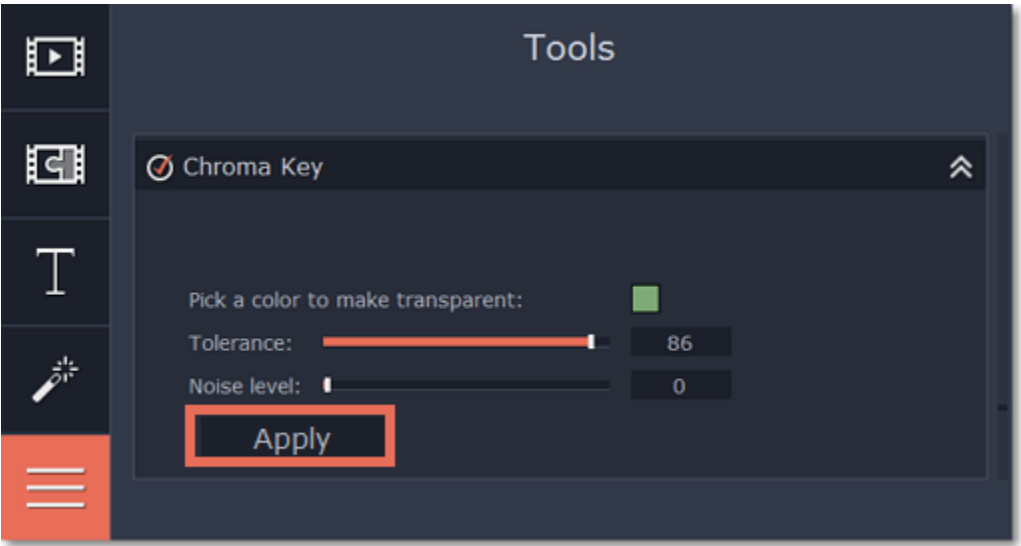 Tools
Chroma Key
T
Pick a color to make transparent:
Tolerance: 86
Noise level: 0
Apply